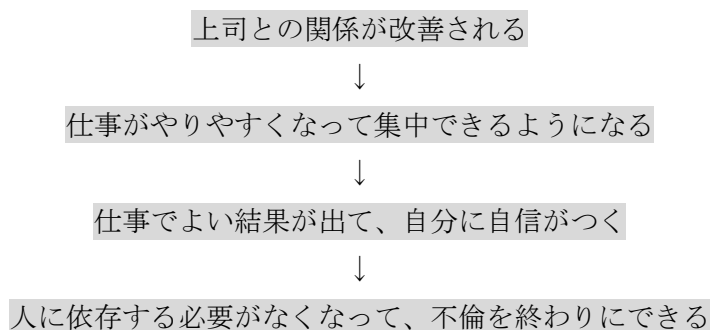 上司との関係が改善される
↓
仕事がやりやすくなって集中できるようになる
↓
仕事でよい結果が出て、自分に自信がつく
↓
人に依存する必要がなくなって、不倫を終わりにできる